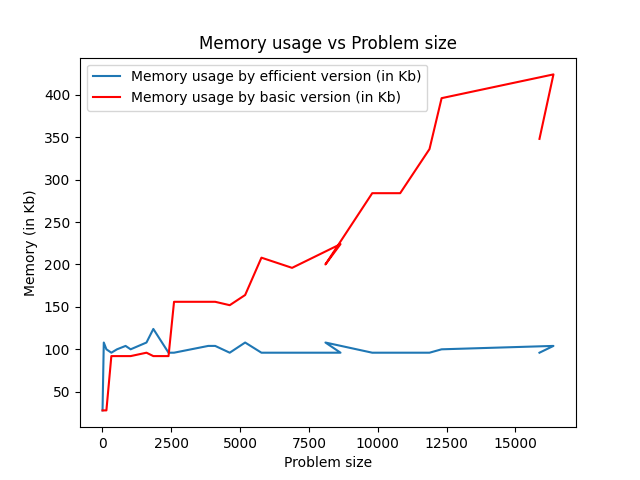 Memory usage vs Problem size
Memory usage by efficient version (in Kb)
Memory usage by basic version (in Kb)
Memory (in Kb)
400
350
300
250
200
150
100
50
0 2500 5000 7500 10000 12500 15000
Problem size